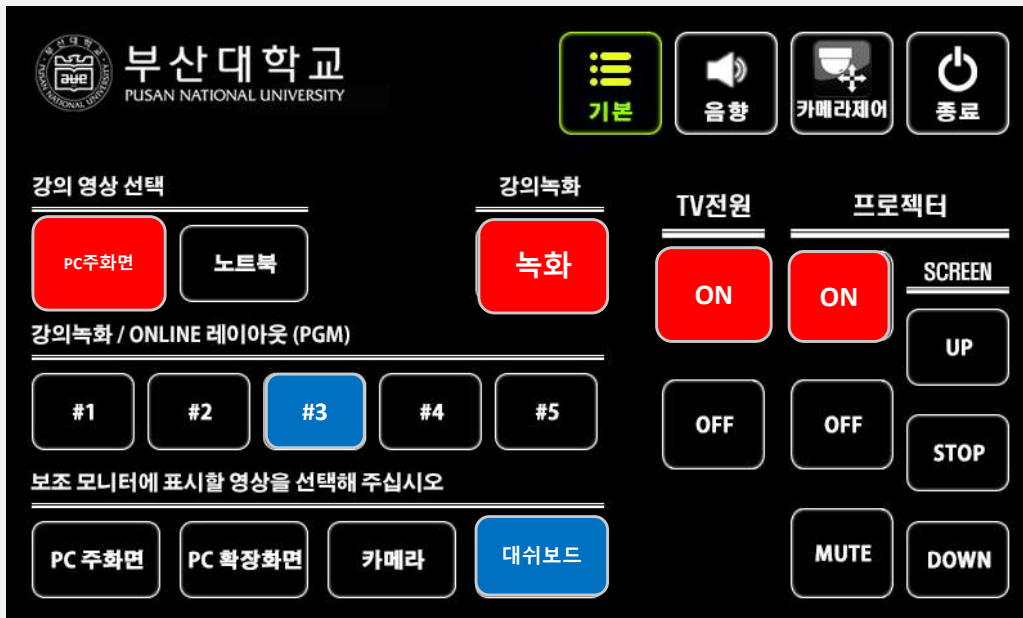 부산대학교
PUSAN NATIONAL UNIVERSITY
기본
음향
카메라제어
종료
강의 영상 선택
PC주화면
노트북
강의녹화
녹화
강의녹화 / ONLINE 레이아웃 (PGM)
#1
#2
#3
#4
#5
보조 모니터에 표시할 영상을 선택해 주십시오
PC 주화면
PC 확장화면
카메라
대쉬보드
TV전원
ON
OFF
프로젝터
ON
OFF
MUTE
SCREEN
UP
STOP
DOWN